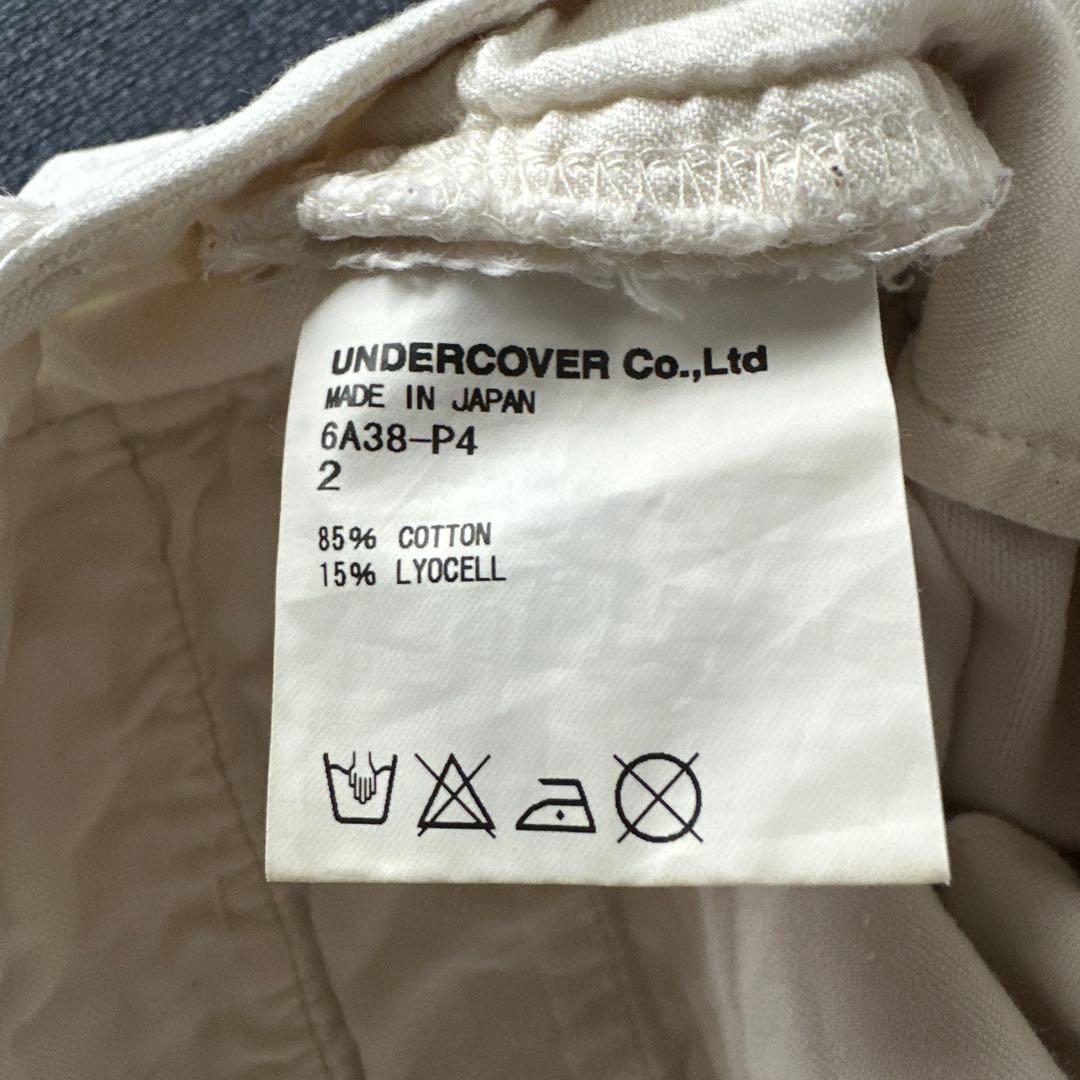 UNDERCOVER Co.,Ltd
MADE IN JAPAN
6A38-P4
2
85% COTTON
15% LYOCELL